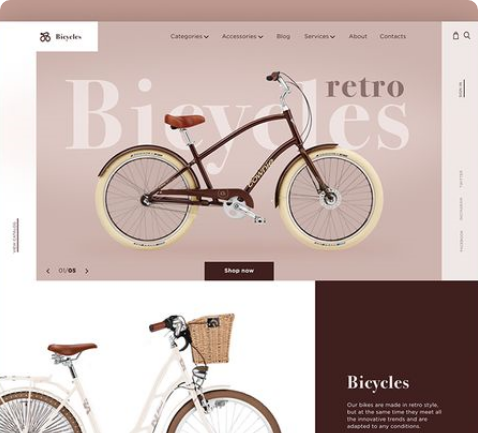 Bicycles
Categories
Accessories
Blog
Services
About
Contacts
SIGN IN
Bicycles
retro
TWITTER
INSTAGRAM
FACEBOOK
01/05
Shop now
Bicycles
Our bikes are made in retro style,
but at the same time they meet all
the innovative trends and are
adapted to any conditions.